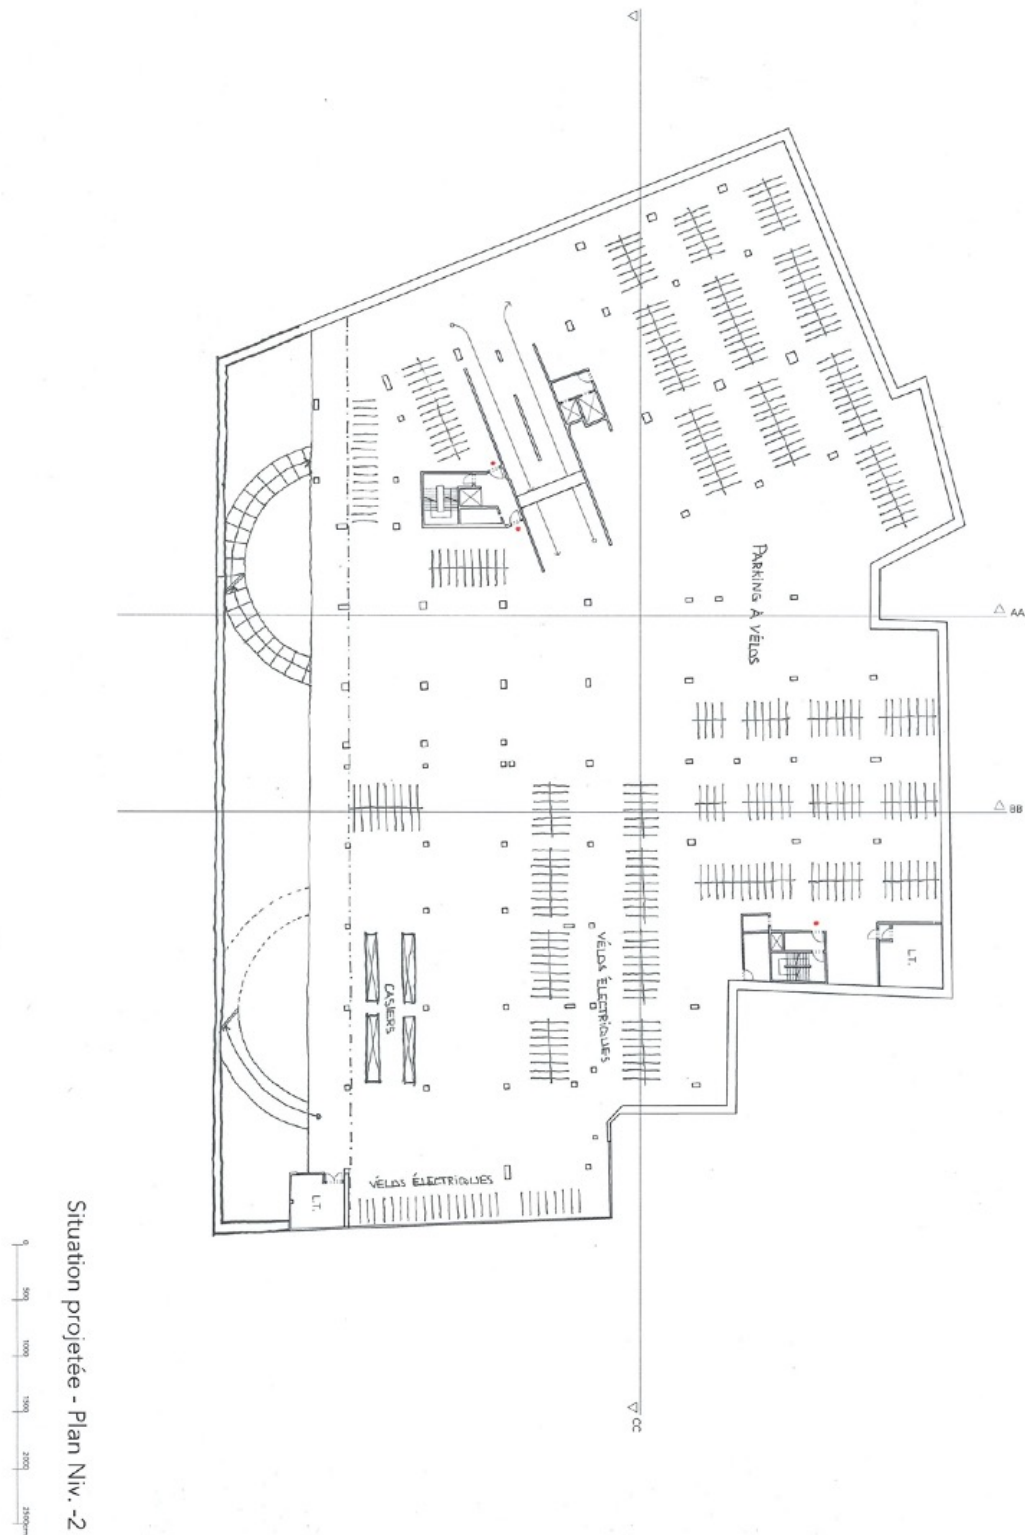 AA
PARKING À VÉLOS
BB
VÉLOS ÉLECTRIQUES
CASIERS
L.T.
VÉLOS ÉLECTRIQUES
L.T.
CC
Situation projetée - Plan Niv. -2
0 500 1000 1500 2000 2500cm